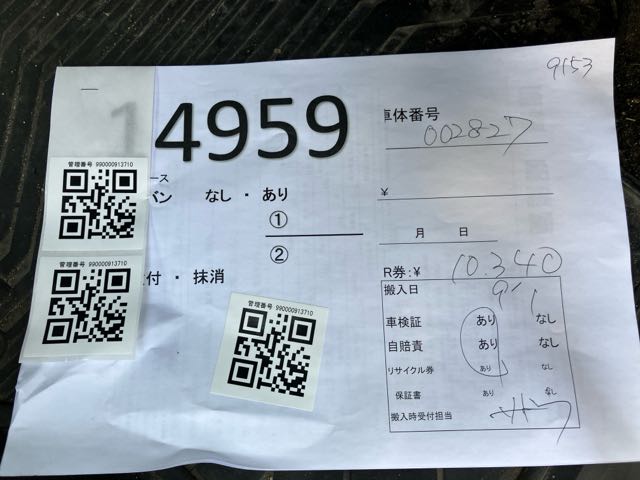 9153
14959
車体番号
002827
管理番号 990000913710
ース
バン なし ・ あり
¥
①
②
月 日
管理番号 990000913710
付 ・ 抹消
R券:¥ 10.340
搬入日 9/1
管理番号 990000913710
車検証 あり なし
自賠責 あり なし
リサイクル券 あり なし
保証書 あり なし
搬入時受付担当